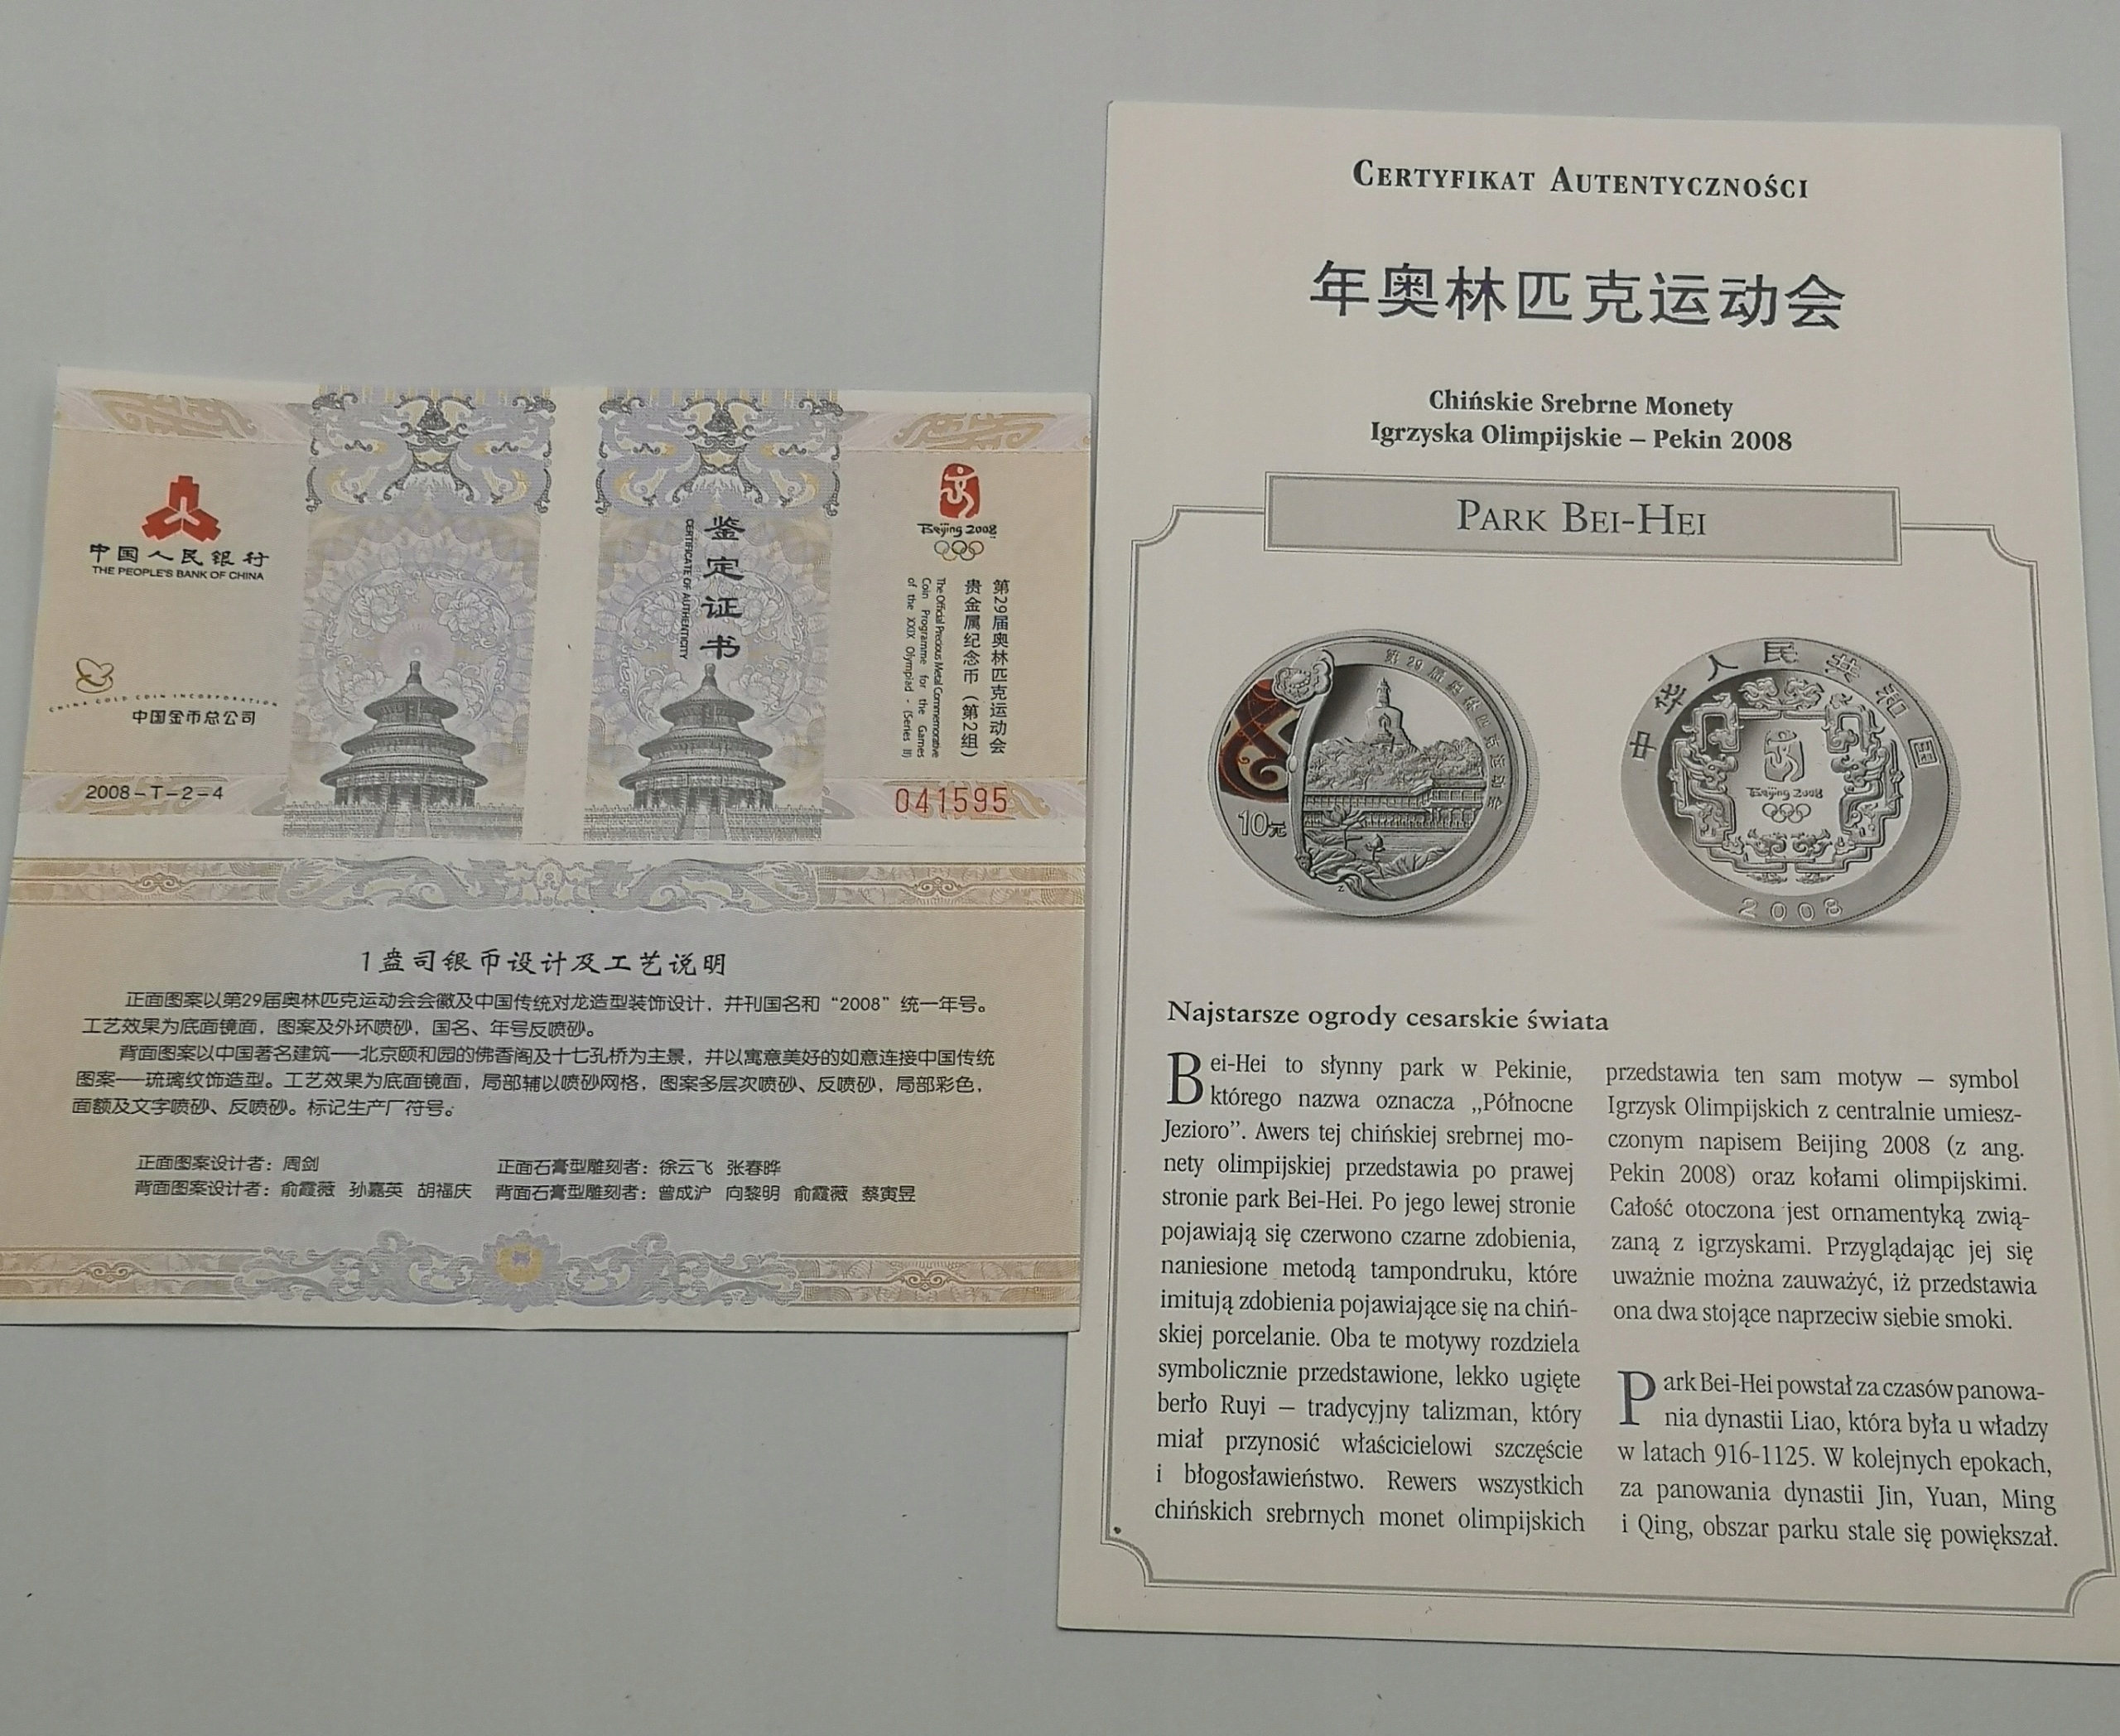 中国人民银行
THE PEOPLE'S BANK OF CHINA
CHINA GOLD COIN INCORPORATION
中国金币总公司
2008-T-2-4
鉴定证书
CERTIFICATE OF AUTHENTICITY
Beijing 2008
第29届奥林匹克运动会
贵金属纪念币（第2组）
The Official Precious Metal Commemorative
Coin Programme for the Games
of the XXIX Olympiad - (Series II)
041595
1盎司银币设计及工艺说明
正面图案以第29届奥林匹克运动会会徽及中国传统对龙造型装饰设计，并刊国名和“2008”统一年号。
工艺效果为底面镜面，图案及外环喷砂，国名、年号反喷砂。
背面图案以中国著名建筑——北京颐和园的佛香阁及十七孔桥为主景，并以寓意美好的如意连接中国传统
图案——琉璃纹饰造型。工艺效果为底面镜面，局部辅以喷砂网格，图案多层次喷砂、反喷砂，局部彩色，
面额及文字喷砂、反喷砂。标记生产厂符号。
正面图案设计者：周剑 正面石膏型雕刻者：徐云飞 张春晔
背面图案设计者：俞霞薇 孙嘉英 胡福庆 背面石膏型雕刻者：曾成沪 向黎明 俞霞薇 蔡寅昱
CERTYFIKAT AUTENTYCZNOŚCI
年奥林匹克运动会
Chińskie Srebrne Monety
Igrzyska Olimpijskie – Pekin 2008
PARK BEI-HEI
第29届奥林匹克运动会
10元
Z
中华人民共和国
Beijing 2008
2008
Najstarsze ogrody cesarskie świata
Bei-Hei to słynny park w Pekinie,
którego nazwa oznacza „Północne
Jezioro”. Awers tej chińskiej srebrnej mo-
nety olimpijskiej przedstawia po prawej
stronie park Bei-Hei. Po jego lewej stronie
pojawiają się czerwono czarne zdobienia,
naniesione metodą tampondruku, które
imitują zdobienia pojawiające się na chiń-
skiej porcelanie. Oba te motywy rozdziela
symbolicznie przedstawione, lekko ugięte
berło Ruyi – tradycyjny talizman, który
miał przynosić właścicielowi szczęście
i błogosławieństwo. Rewers wszystkich
chińskich srebrnych monet olimpijskich
przedstawia ten sam motyw – symbol
Igrzysk Olimpijskich z centralnie umiesz-
czonym napisem Beijing 2008 (z ang.
Pekin 2008) oraz kołami olimpijskimi.
Całość otoczona jest ornamentyką zwią-
zaną z igrzyskami. Przyglądając jej się
uważnie można zauważyć, iż przedstawia
ona dwa stojące naprzeciw siebie smoki.
Park Bei-Hei powstał za czasów panowa-
nia dynastii Liao, która była u władzy
w latach 916-1125. W kolejnych epokach,
za panowania dynastii Jin, Yuan, Ming
i Qing, obszar parku stale się powiększał.